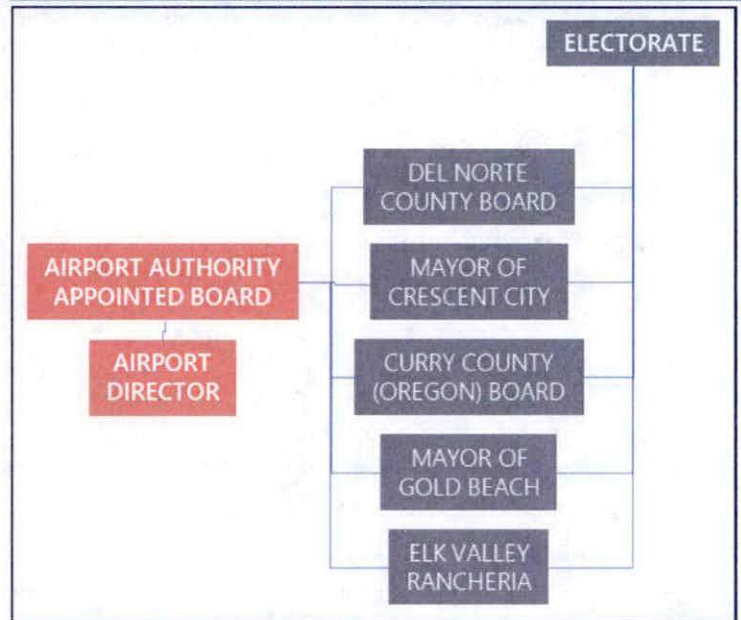 ELECTORATE
DEL NORTE
COUNTY BOARD
AIRPORT AUTHORITY
APPOINTED BOARD
MAYOR OF
CRESCENT CITY
AIRPORT
DIRECTOR
CURRY COUNTY
(OREGON) BOARD
MAYOR OF
GOLD BEACH
ELK VALLEY
RANCHERIA